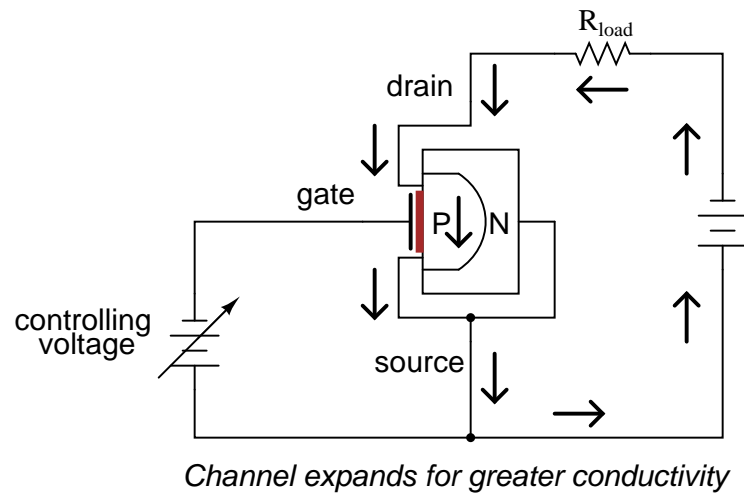 R_load
drain
gate
P N
controlling
voltage
source
Channel expands for greater conductivity